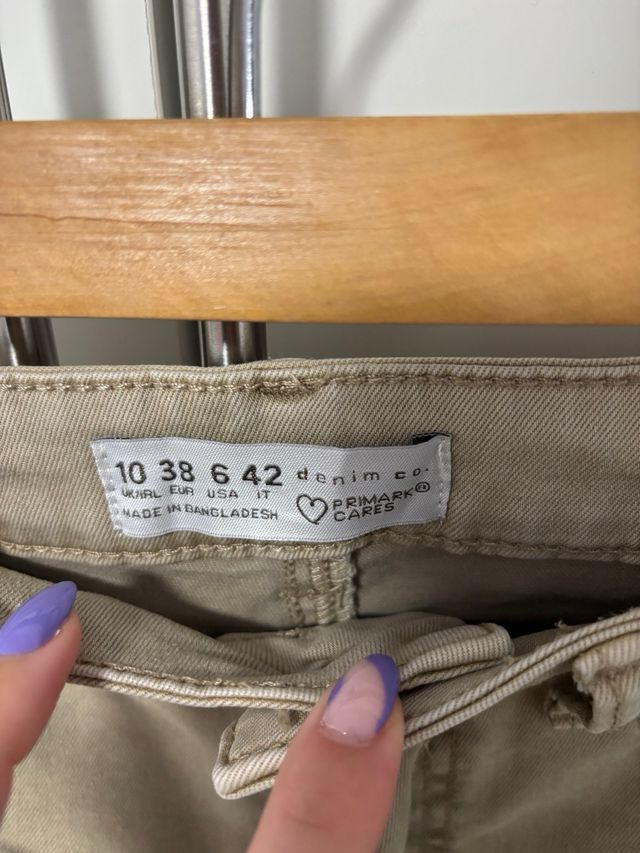 10 38 6 42 denim co.
UK/IRL EUR USA IT
PRIMARK®
MADE IN BANGLADESH
CARES